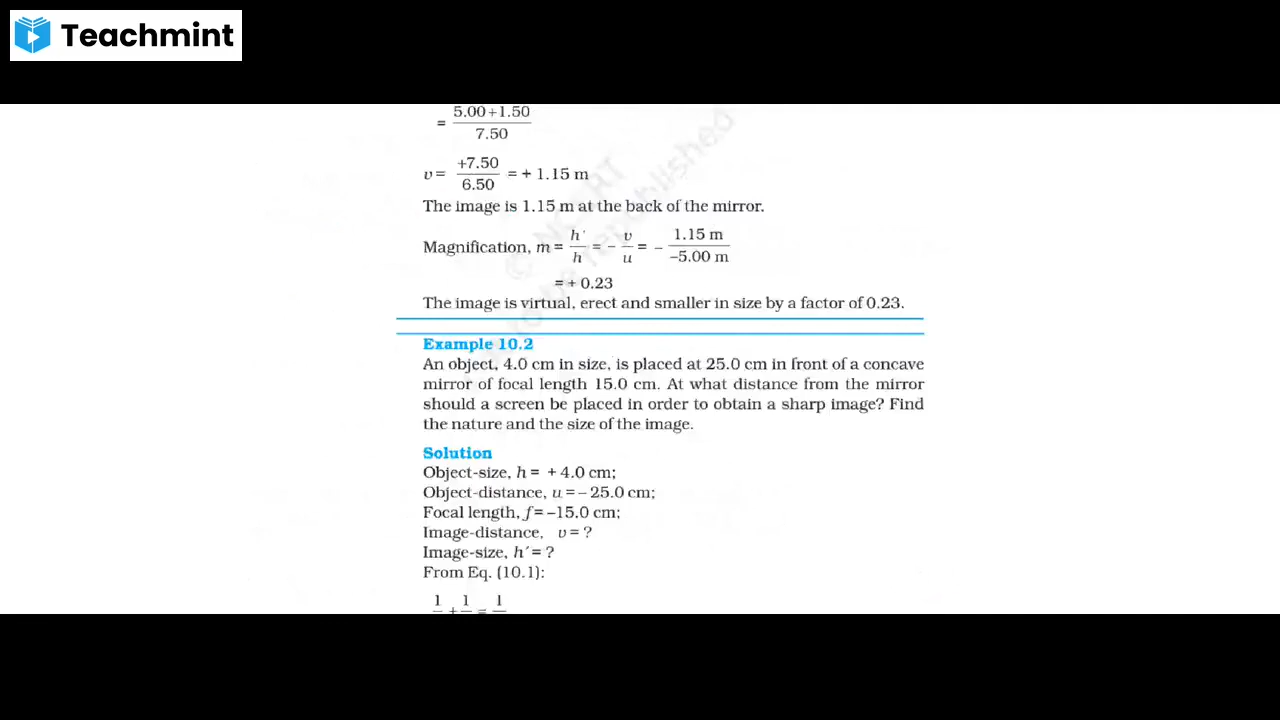 Teachmint
= 5.00+1.50 / 7.50
υ = +7.50 / 6.50 = + 1.15 m
The image is 1.15 m at the back of the mirror.
Magnification, m = h' / h = – υ / u = – 1.15 m / –5.00 m
= + 0.23
The image is virtual, erect and smaller in size by a factor of 0.23.
Example 10.2
An object, 4.0 cm in size, is placed at 25.0 cm in front of a concave
mirror of focal length 15.0 cm. At what distance from the mirror
should a screen be placed in order to obtain a sharp image? Find
the nature and the size of the image.
Solution
Object-size, h = + 4.0 cm;
Object-distance, u = – 25.0 cm;
Focal length, f = –15.0 cm;
Image-distance, υ = ?
Image-size, h′ = ?
From Eq. (10.1):
1 + 1 = 1